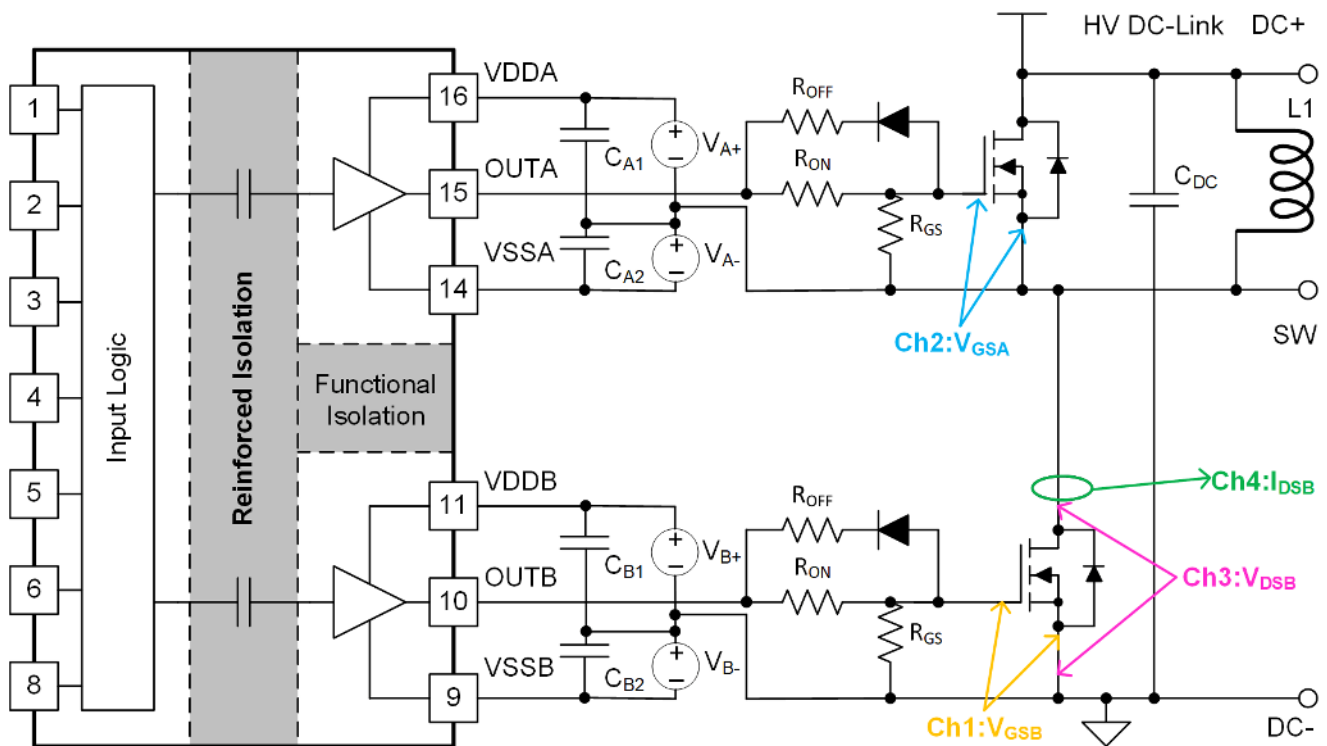 HV DC-Link DC+
1
2
3
4
5
6
8
Input Logic
Reinforced Isolation
Functional
Isolation
VDDA
16
OUTA
15
VSSA
14
CA1
CA2
VA+
VA-
ROFF
RON
RGS
CDC
L1
SW
Ch2:VGSA
VDDB
11
OUTB
10
VSSB
9
CB1
CB2
VB+
VB-
ROFF
RON
RGS
Ch4:IDSB
Ch3:VDSB
Ch1:VGSB
DC-